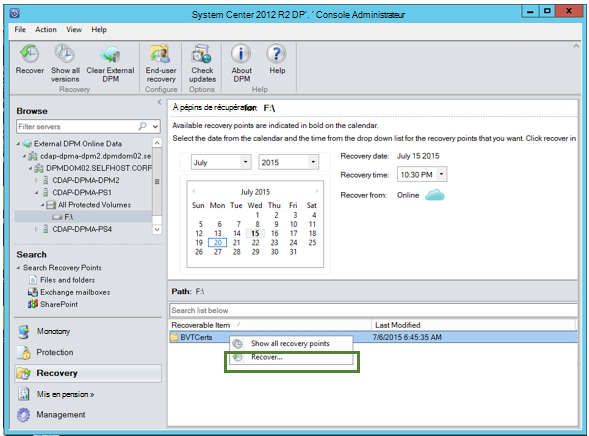 System Center 2012 R2 DP'. ' Console Administrateur
File Action View Help
Recover
Show all versions
Clear External DPM
End-user recovery
Check updates
About DPM
Help
Recovery
Configure
Options
Help
Browse
Filter servers
External DPM Online Data
cdap-dpma-dpm2.dpmdom02.se
DPMDOM02.SELFHOST.CORF
CDAP-DPMA-DPM2
CDAP-DPMA-PS1
All Protected Volumes
F:\
CDAP-DPMA-PS4
Search
Search Recovery Points
Files and folders
Exchange mailboxes
SharePoint
Monotony
Protection
Recovery
Mis en pension »
Management
À pépins de récupération: F:\
Available recovery points are indicated in bold on the calendar.
Select the date from the calendar and the time from the drop down list for the recovery points that you want. Click recover in
July 2015
July 2015
Sun Mon Tue Wed Thu Fri Sat
1 2 3 4
5 6 7 8 9 10 11
12 13 14 15 16 17 18
19 20 21 22 23 24 25
26 27 28 29 30 31
Recovery date: July 15 2015
Recovery time: 10:30 PM
Recover from: Online
Path: F:\
Search list below
Recoverable Item / Last Modified
BVTCerts 7/6/2015 6:45:35 AM
Show all recovery points
Recover...